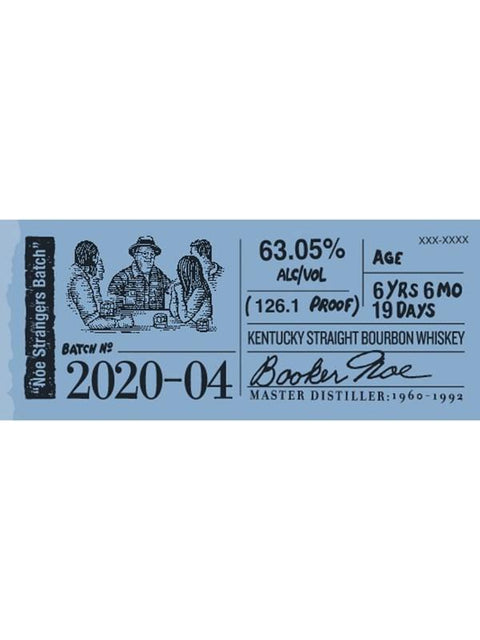 "Noe Strangers Batch"
BATCH Nº
2020-04
63.05%
ALC/VOL
(126.1 PROOF)
XXX-XXXX
AGE
6 YRS 6 MO
19 DAYS
KENTUCKY STRAIGHT BOURBON WHISKEY
Booker Noe
MASTER DISTILLER: 1960-1992